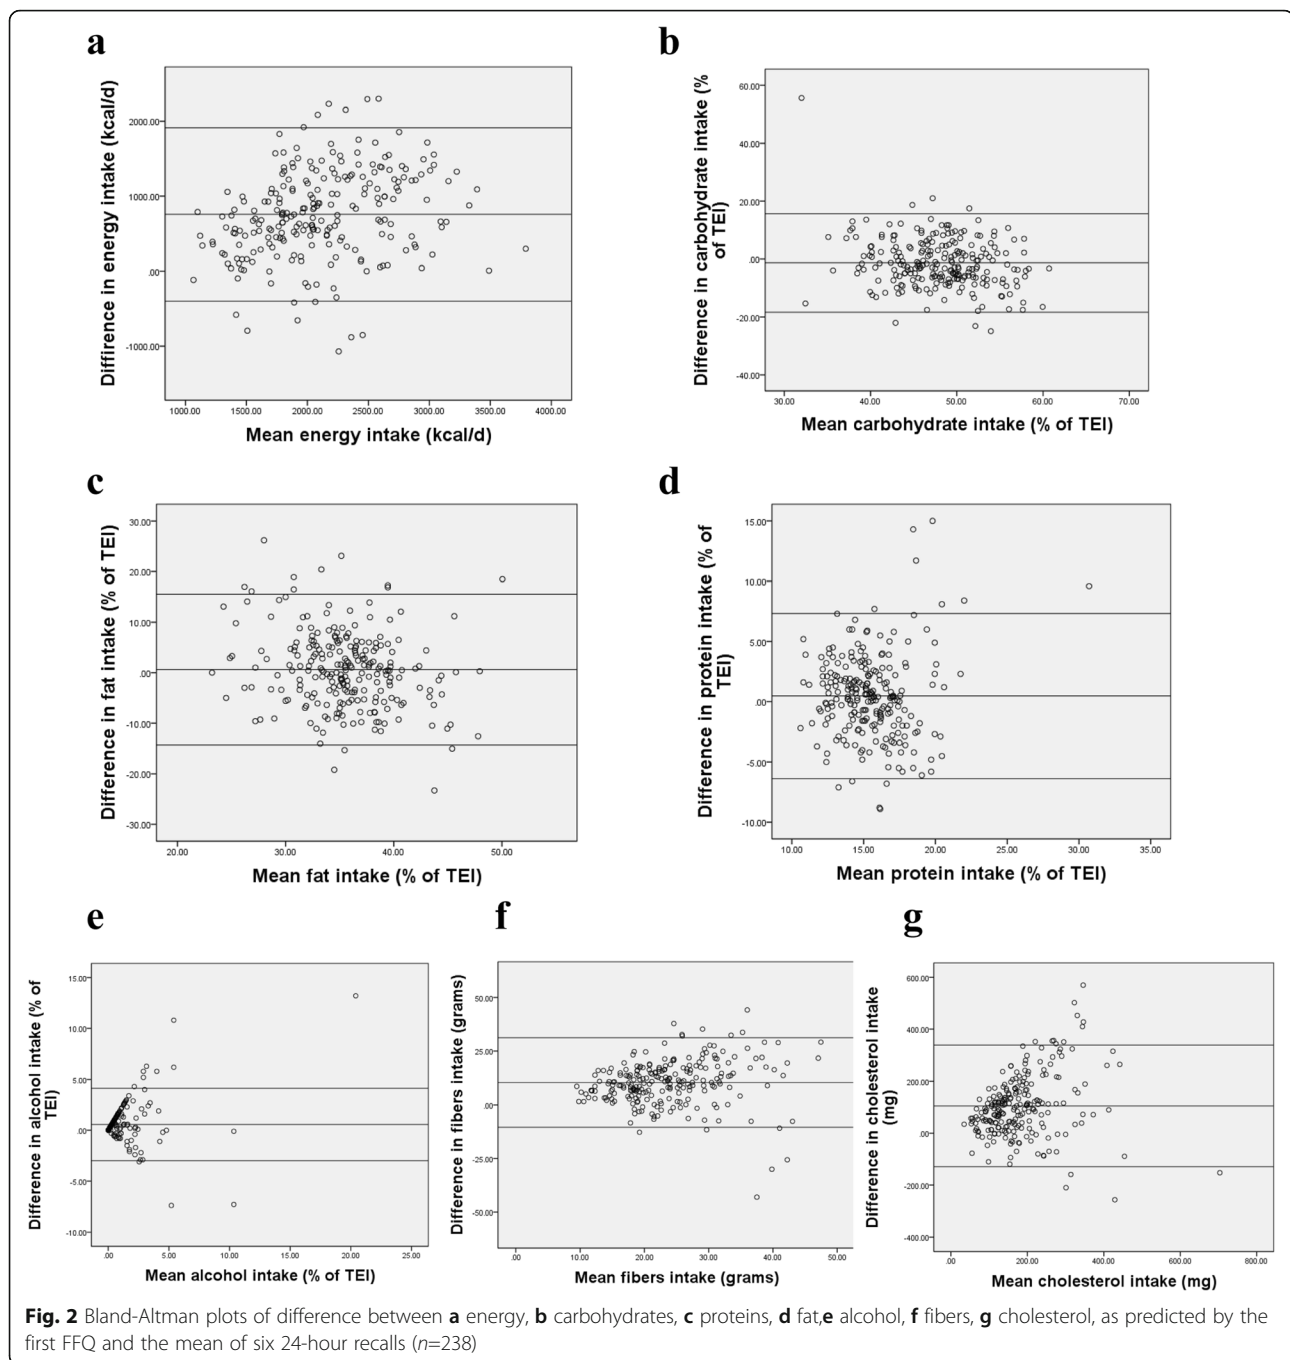 a
Diffirence in energy intake (kcal/d)
2000.00
1000.00
.00
-1000.00
1000.00 1500.00 2000.00 2500.00 3000.00 3500.00 4000.00
Mean energy intake (kcal/d)
b
Difference in carbohydrate intake (%
of TEI)
60.00
40.00
20.00
.00
-20.00
-40.00
30.00 40.00 50.00 60.00 70.00
Mean carbohydrate intake (% of TEI)
c
Difference in fat intake (% of TEI)
30.00
20.00
10.00
.00
-10.00
-20.00
-30.00
20.00 30.00 40.00 50.00
Mean fat intake (% of TEI)
d
Difference in protein intake (% of
TEI)
15.00
10.00
5.00
.00
-5.00
-10.00
10.00 15.00 20.00 25.00 30.00 35.00
Mean protein intake (% of TEI)
e
Difference in alcohol intake (% of
TEI)
15.00
10.00
5.00
.00
-5.00
-10.00
.00 5.00 10.00 15.00 20.00 25.00
Mean alcohol intake (% of TEI)
f
Difference in fibers intake (grams)
50.00
25.00
.00
-25.00
-50.00
.00 10.00 20.00 30.00 40.00 50.00
Mean fibers intake (grams)
g
Difference in cholesterol intake
(mg)
600.00
400.00
200.00
.00
-200.00
-400.00
.00 200.00 400.00 600.00 800.00
Mean cholesterol intake (mg)
Fig. 2 Bland-Altman plots of difference between a energy, b carbohydrates, c proteins, d fat,e alcohol, f fibers, g cholesterol, as predicted by the
first FFQ and the mean of six 24-hour recalls (n=238)